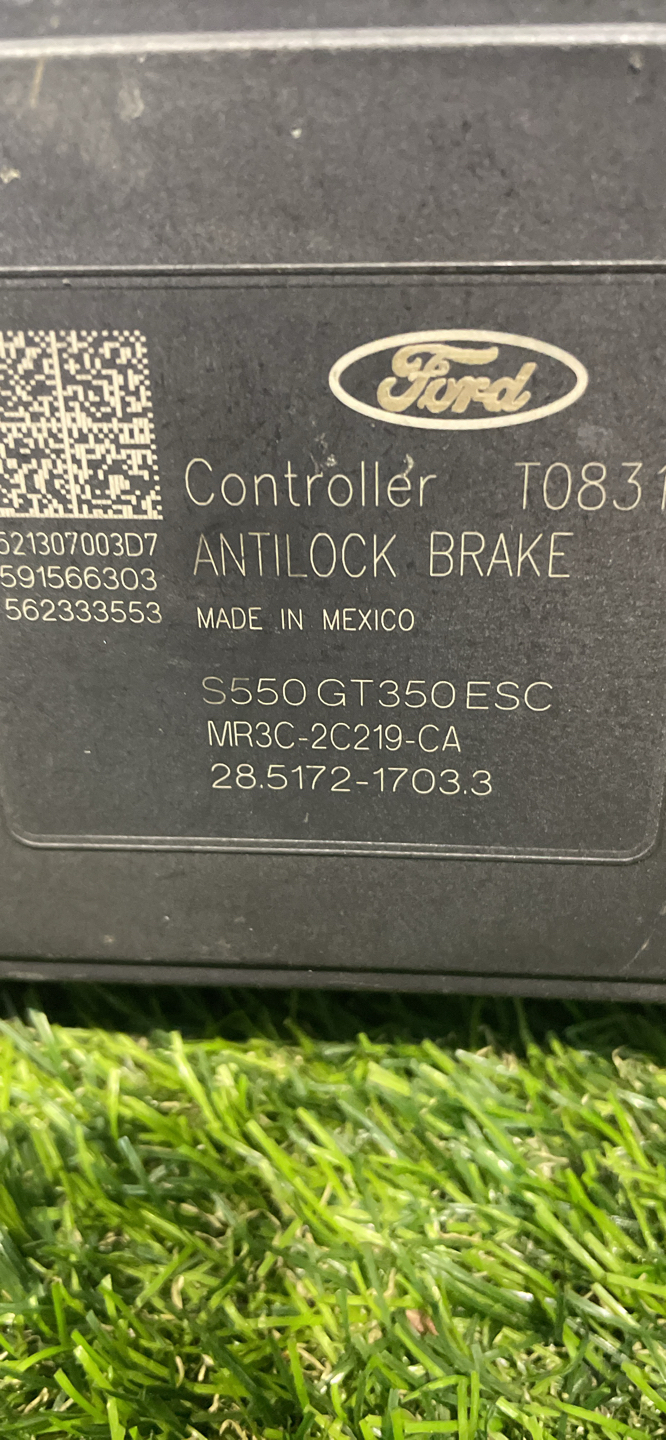 Ford
Controller T0831
ANTILOCK BRAKE
MADE IN MEXICO
621307003D7
591566303
562333553
S550 GT350 ESC
MR3C-2C219-CA
28.5172-1703.3